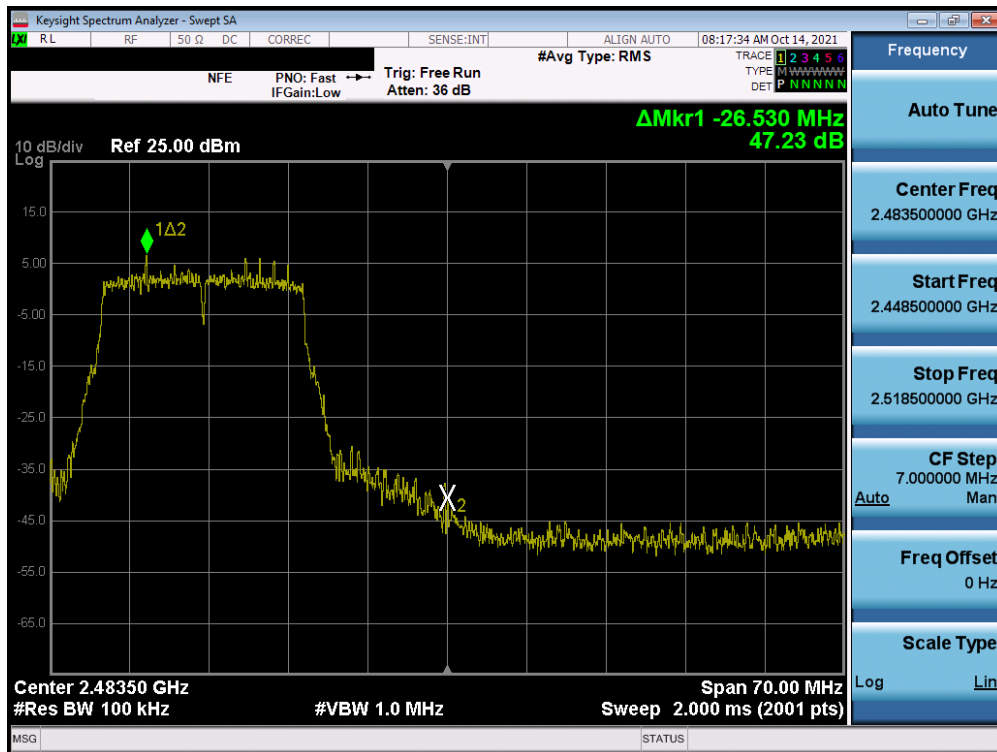 Keysight Spectrum Analyzer - Swept SA
LXI RL RF 50 Ω DC CORREC SENSE:INT ALIGN AUTO 08:17:34 AM Oct 14, 2021
#Avg Type: RMS
TRACE 1 2 3 4 5 6
TYPE M WWWWW
DET P N N N N N
NFE
PNO: Fast
IFGain:Low
Trig: Free Run
Atten: 36 dB
ΔMkr1 -26.530 MHz
47.23 dB
10 dB/div
Log
Ref 25.00 dBm
15.0
5.00
-5.00
-15.0
-25.0
-35.0
-45.0
-55.0
-65.0
1Δ2
X2
Center 2.48350 GHz
Span 70.00 MHz
#Res BW 100 kHz
#VBW 1.0 MHz
Sweep 2.000 ms (2001 pts)
MSG
STATUS
Frequency
Auto Tune
Center Freq
2.483500000 GHz
Start Freq
2.448500000 GHz
Stop Freq
2.518500000 GHz
CF Step
7.000000 MHz
Auto Man
Freq Offset
0 Hz
Scale Type
Log Lin